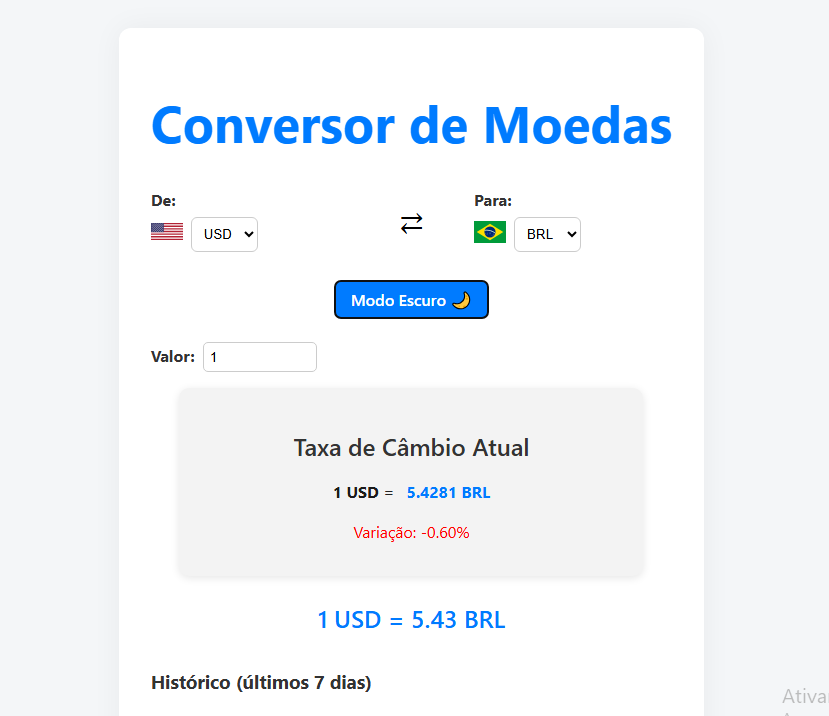 Conversor de Moedas
De:
Para:
USD
BRL
Modo Escuro 🌙
Valor: 1
Taxa de Câmbio Atual
1 USD = 5.4281 BRL
Variação: -0.60%
1 USD = 5.43 BRL
Histórico (últimos 7 dias)